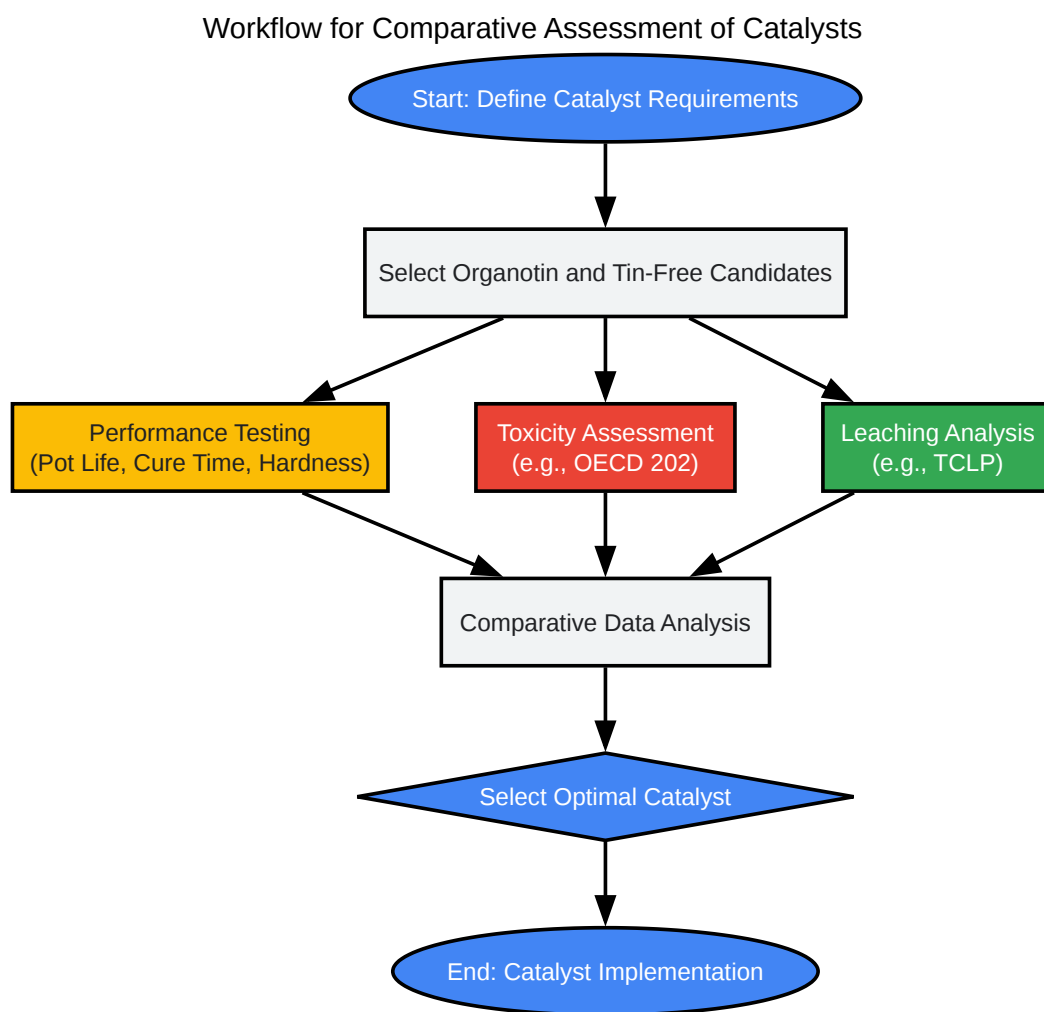 Workflow for Comparative Assessment of Catalysts
Start: Define Catalyst Requirements
Select Organotin and Tin-Free Candidates
Performance Testing
(Pot Life, Cure Time, Hardness)
Toxicity Assessment
(e.g., OECD 202)
Leaching Analysis
(e.g., TCLP)
Comparative Data Analysis
Select Optimal Catalyst
End: Catalyst Implementation